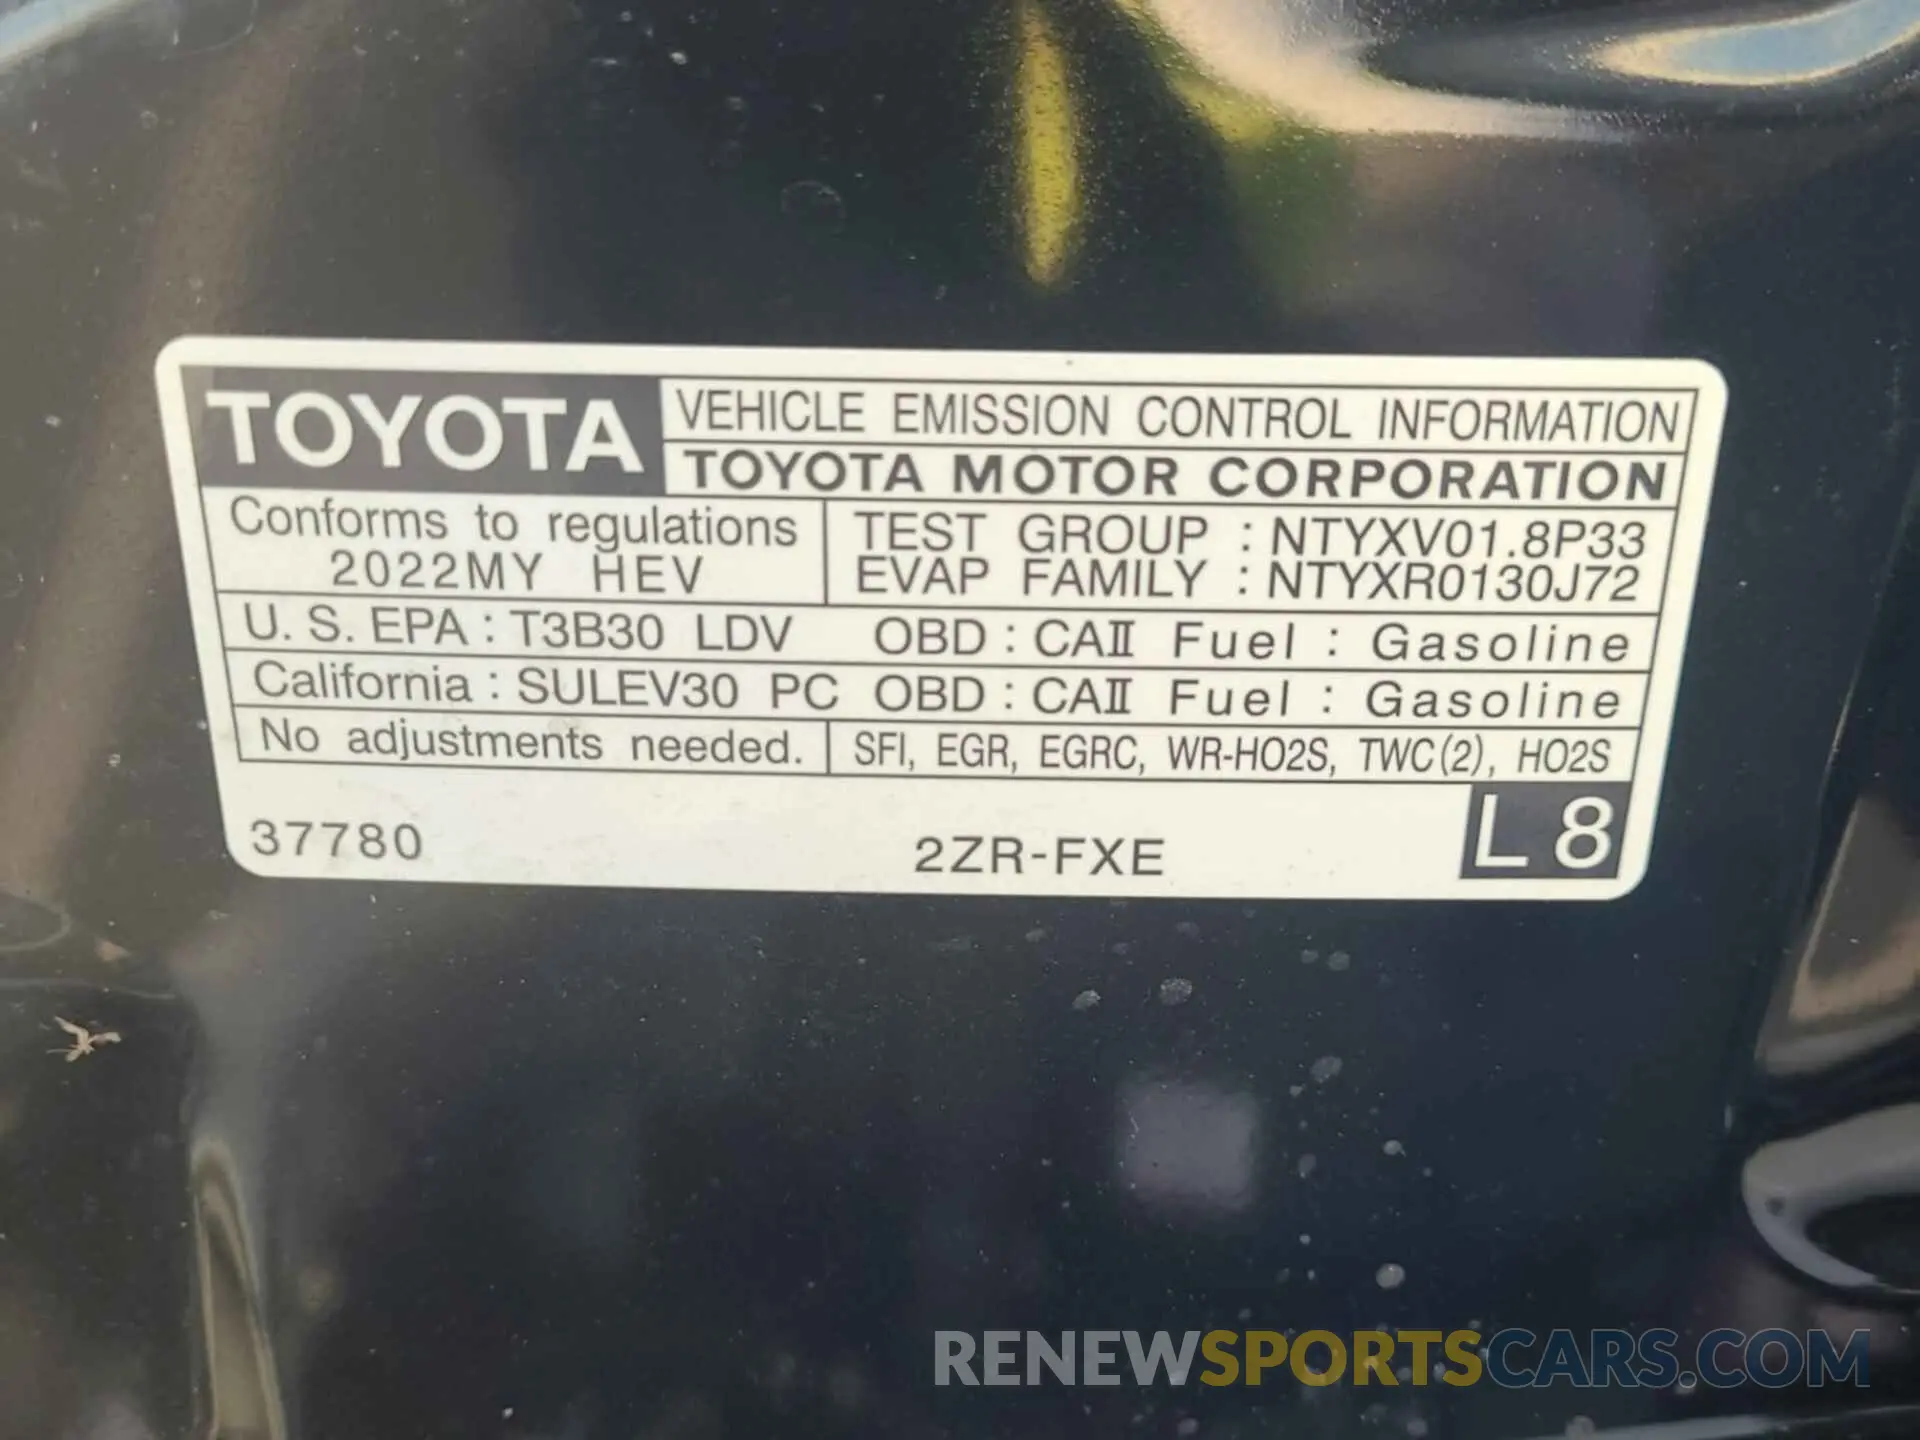 TOYOTA VEHICLE EMISSION CONTROL INFORMATION
TOYOTA MOTOR CORPORATION
Conforms to regulations
2022MY HEV
TEST GROUP : NTYXV01.8P33
EVAP FAMILY : NTYXR0130J72
U. S. EPA : T3B30 LDV OBD : CAⅡ Fuel : Gasoline
California : SULEV30 PC OBD : CAⅡ Fuel : Gasoline
No adjustments needed. SFI, EGR, EGRC, WR-HO2S, TWC(2), HO2S
37780 2ZR-FXE L8
RENEWSPORTSCARS.COM